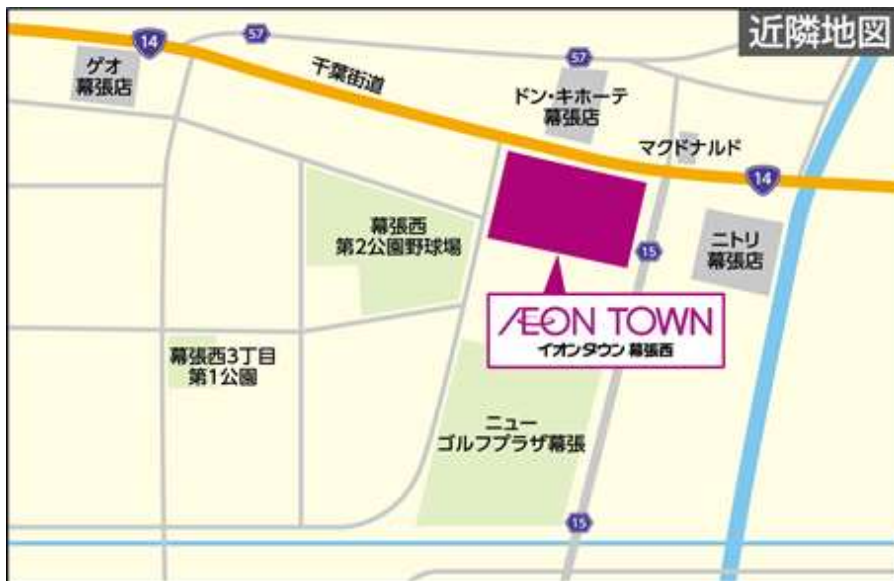 近隣地図
14
57
ゲオ
幕張店
千葉街道
57
ドン・キホーテ
幕張店
マクドナルド
14
幕張西
第2公園野球場
15
ニトリ
幕張店
ÆON TOWN
イオンタウン 幕張西
幕張西3丁目
第1公園
ニュー
ゴルフプラザ幕張
15